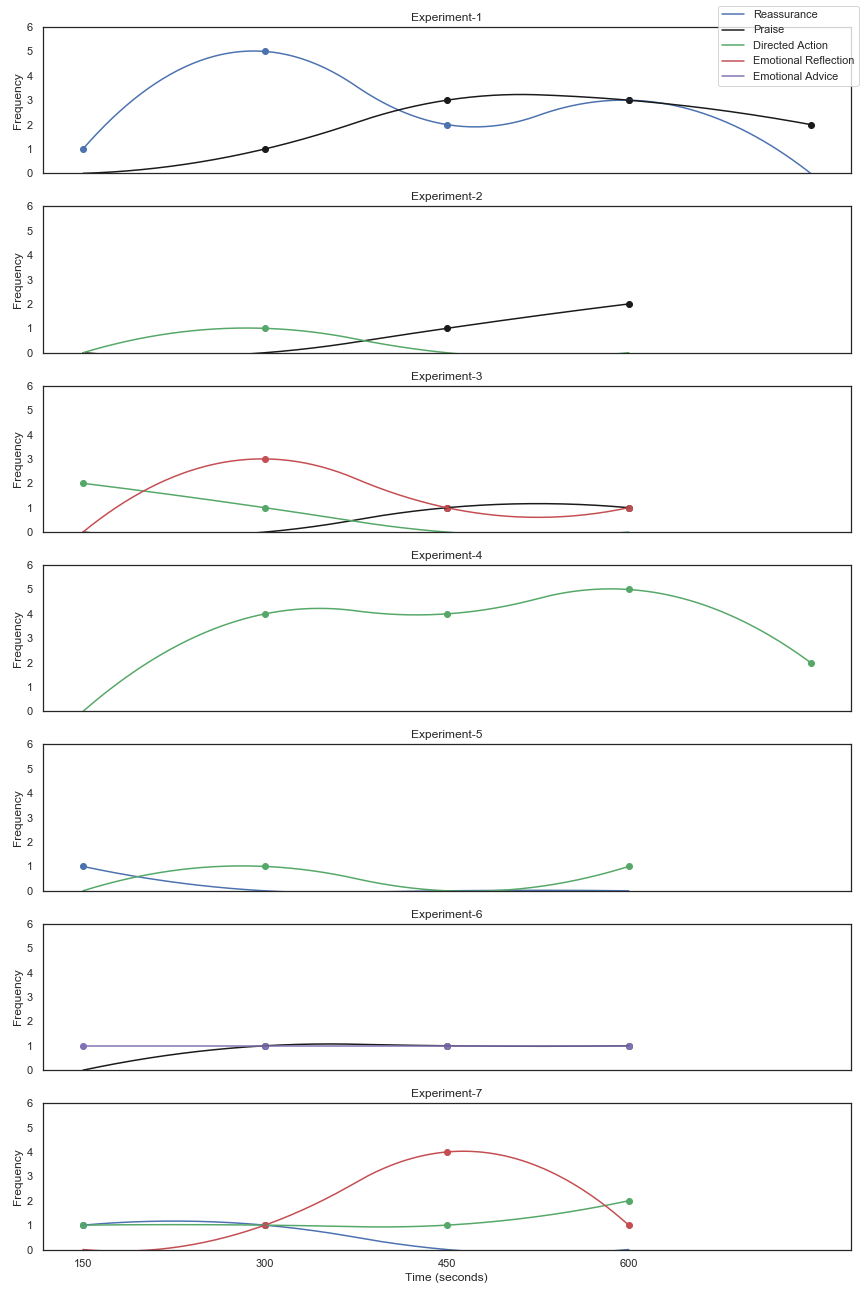 Experiment-1
Reassurance
Praise
Directed Action
Emotional Reflection
Emotional Advice
6
5
4
3
2
1
0
Frequency
Experiment-2
6
5
4
3
2
1
0
Frequency
Experiment-3
6
5
4
3
2
1
0
Frequency
Experiment-4
6
5
4
3
2
1
0
Frequency
Experiment-5
6
5
4
3
2
1
0
Frequency
Experiment-6
6
5
4
3
2
1
0
Frequency
Experiment-7
6
5
4
3
2
1
0
Frequency
150 300 450 600
Time (seconds)